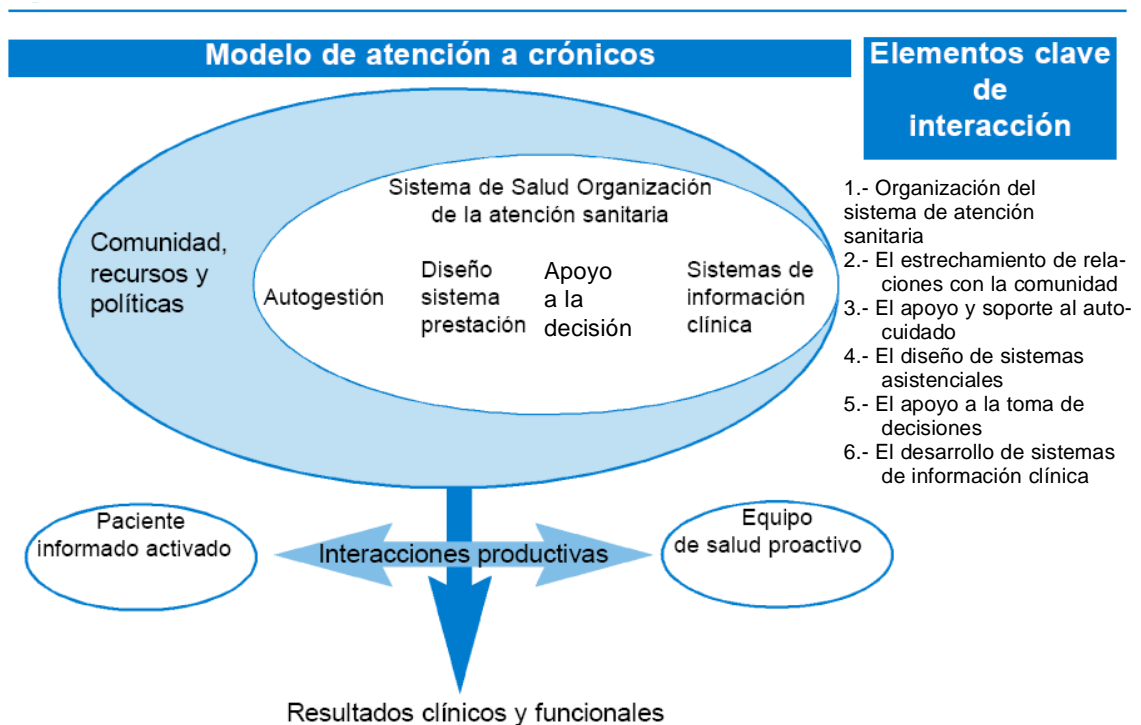 Modelo de atención a crónicos
Elementos clave
de
interacción
Sistema de Salud Organización
de la atención sanitaria
Comunidad,
recursos y
políticas
Autogestión
Diseño
sistema
prestación
Apoyo
a la
decisión
Sistemas de
información
clínica
1.- Organización del
sistema de atención
sanitaria
2.- El estrechamiento de rela-
ciones con la comunidad
3.- El apoyo y soporte al auto-
cuidado
4.- El diseño de sistemas
asistenciales
5.- El apoyo a la toma de
decisiones
6.- El desarrollo de sistemas
de información clínica
Paciente
informado activado
Interacciones productivas
Equipo
de salud proactivo
Resultados clínicos y funcionales